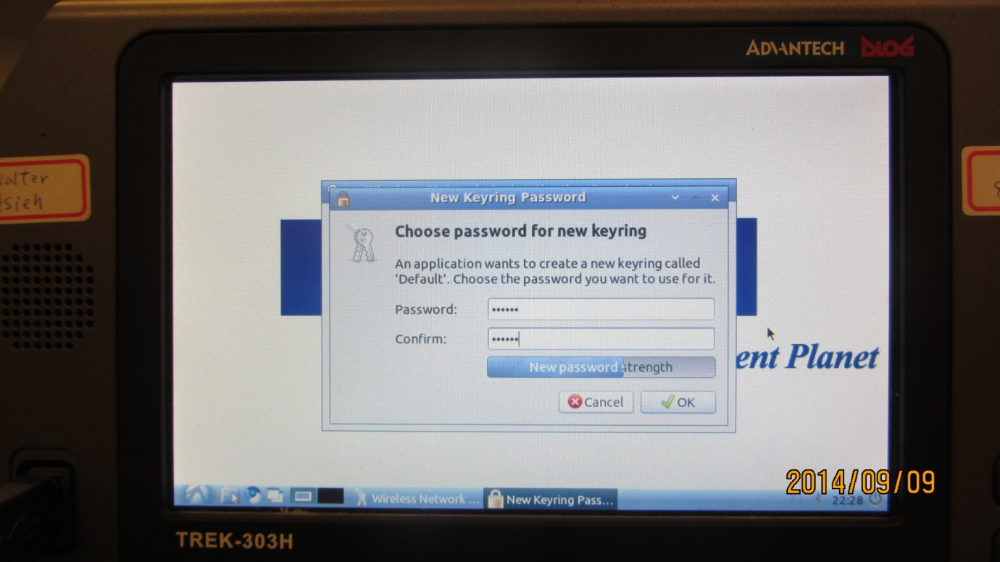 ADVANTECH DLOG
Walter
Hsieh
New Keyring Password
Choose password for new keyring
An application wants to create a new keyring called
'Default'. Choose the password you want to use for it.
Password: ••••••
Confirm: ••••••
New password strength
Cancel OK
ent Planet
2014/09/09
Wireless Network ... New Keyring Pass... 22:28
TREK-303H